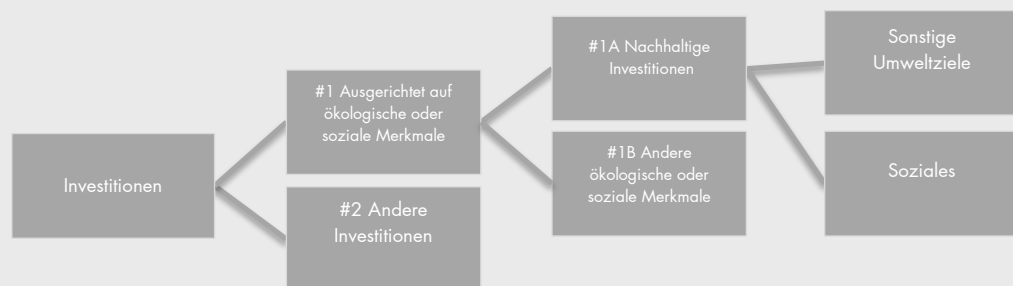 Investitionen
#1 Ausgerichtet auf
ökologische oder
soziale Merkmale
#2 Andere
Investitionen
#1A Nachhaltige
Investitionen
#1B Andere
ökologische oder
soziale Merkmale
Sonstige
Umweltziele
Soziales